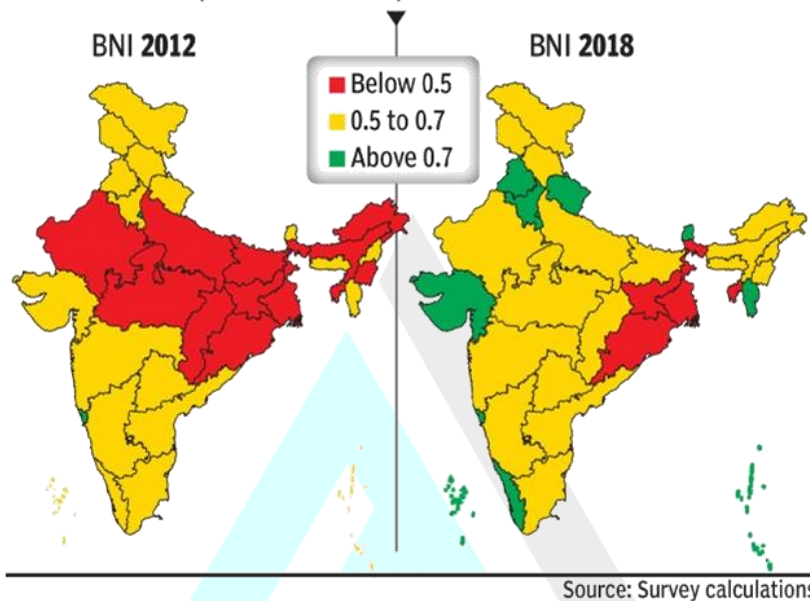 BNI 2012
BNI 2018
Below 0.5
0.5 to 0.7
Above 0.7
Source: Survey calculations